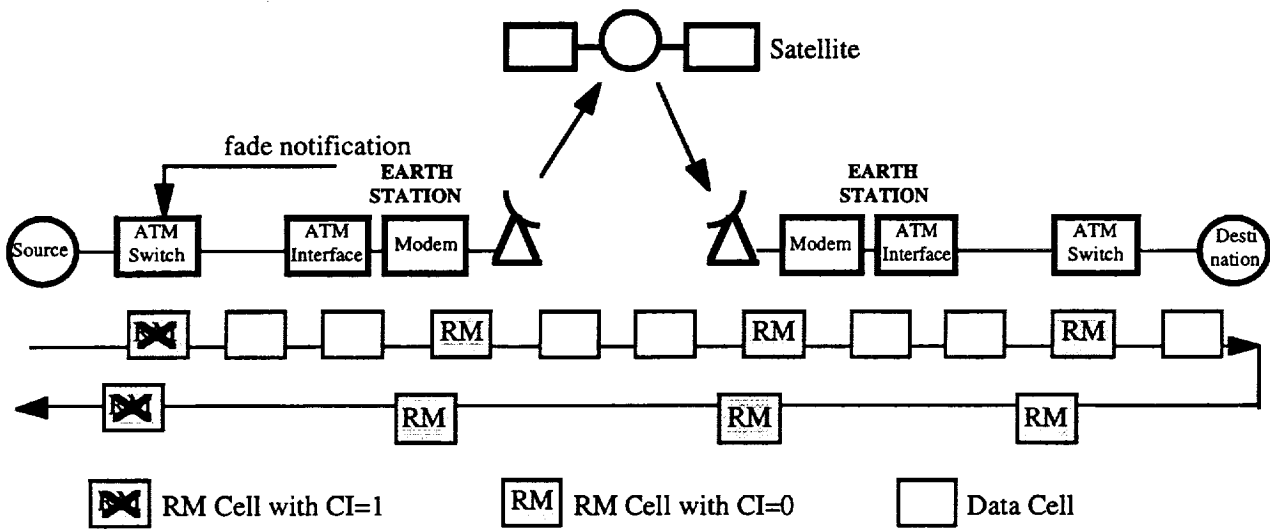 Satellite
fade notification
EARTH
STATION
EARTH
STATION
Source
ATM
Switch
ATM
Interface
Modem
Modem
ATM
Interface
ATM
Switch
Desti
nation
RM
RM
RM
RM
RM
RM
RM Cell with CI=1
RM
RM Cell with CI=0
Data Cell